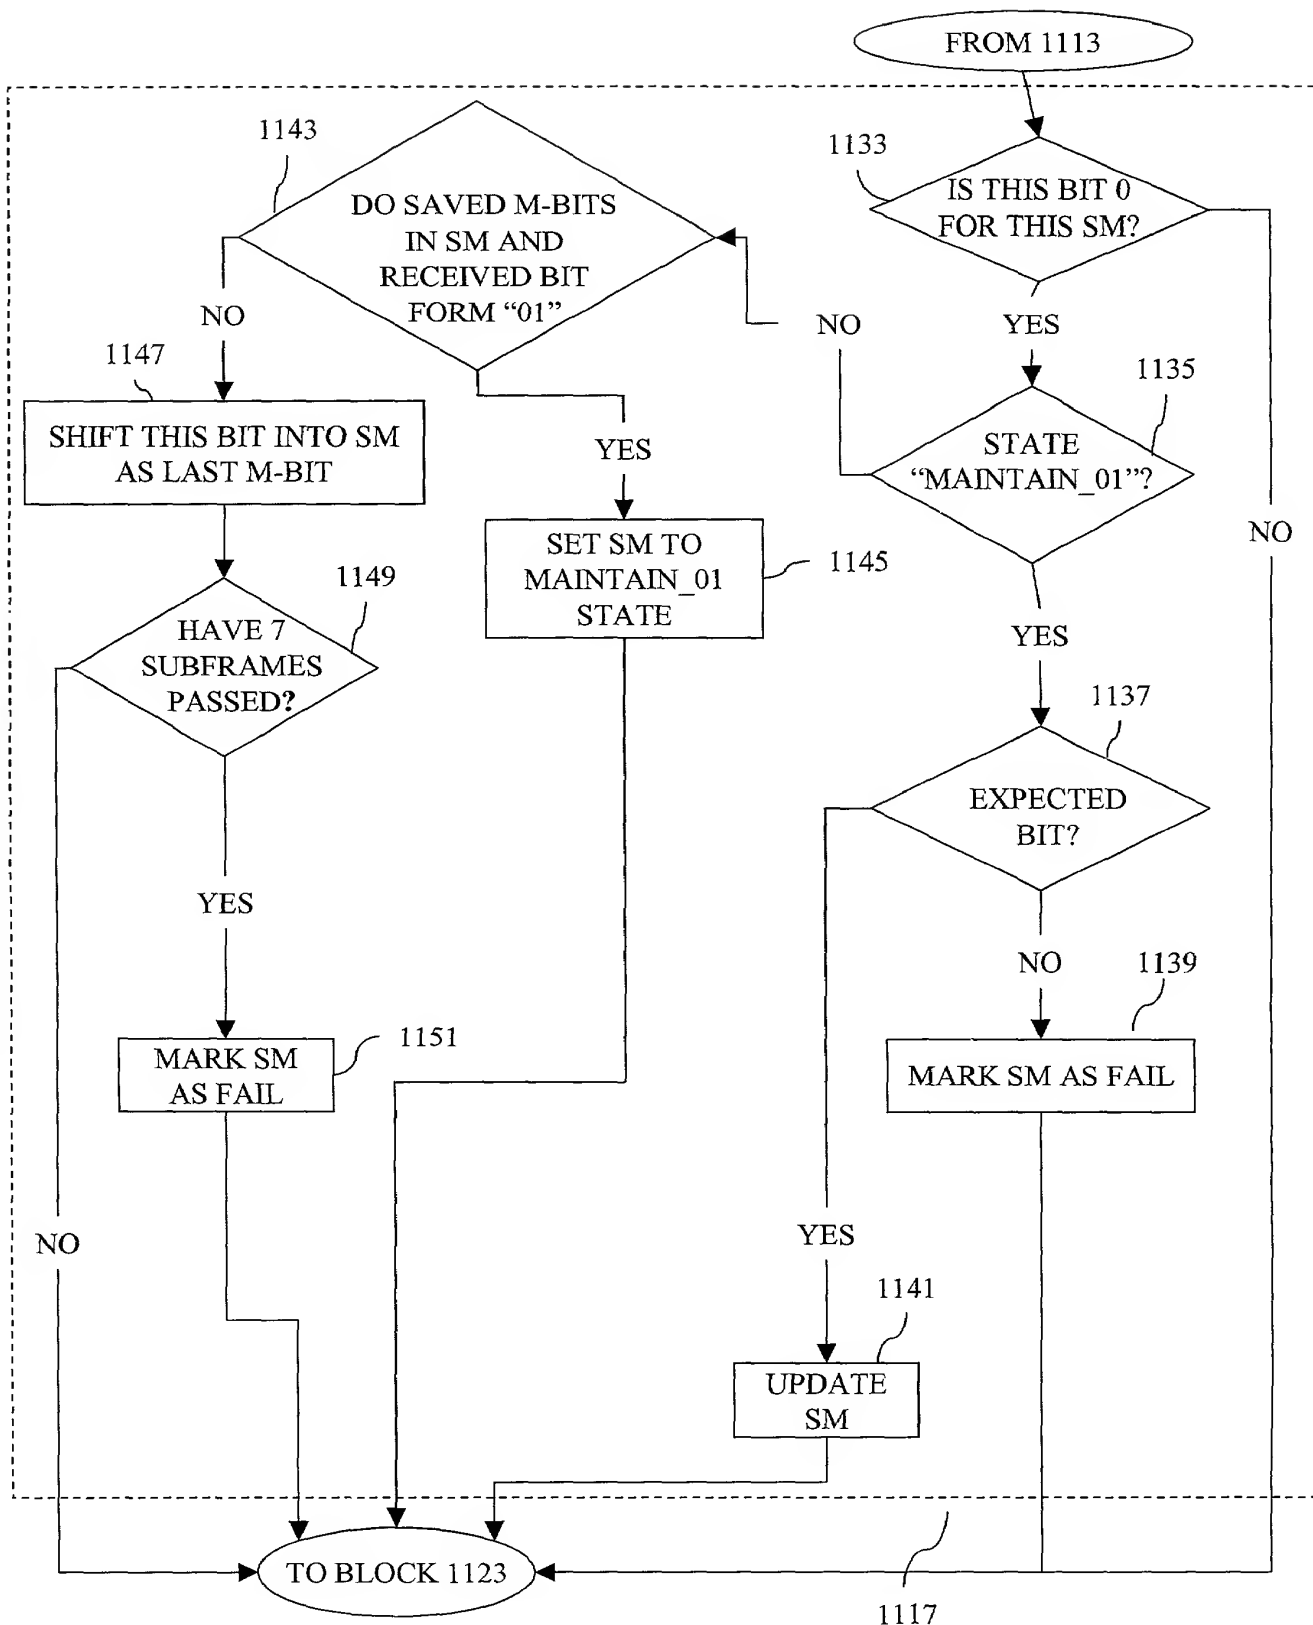 FROM 1113
1133
IS THIS BIT 0
FOR THIS SM?
NO
YES
1135
STATE
“MAINTAIN_01”?
NO
YES
1137
EXPECTED
BIT?
NO
1139
MARK SM AS FAIL
YES
1141
UPDATE
SM
1143
DO SAVED M-BITS
IN SM AND
RECEIVED BIT
FORM “01”
YES
SET SM TO
MAINTAIN_01
STATE
1145
NO
1147
SHIFT THIS BIT INTO SM
AS LAST M-BIT
1149
HAVE 7
SUBFRAMES
PASSED?
YES
MARK SM
AS FAIL
1151
NO
TO BLOCK 1123
1117